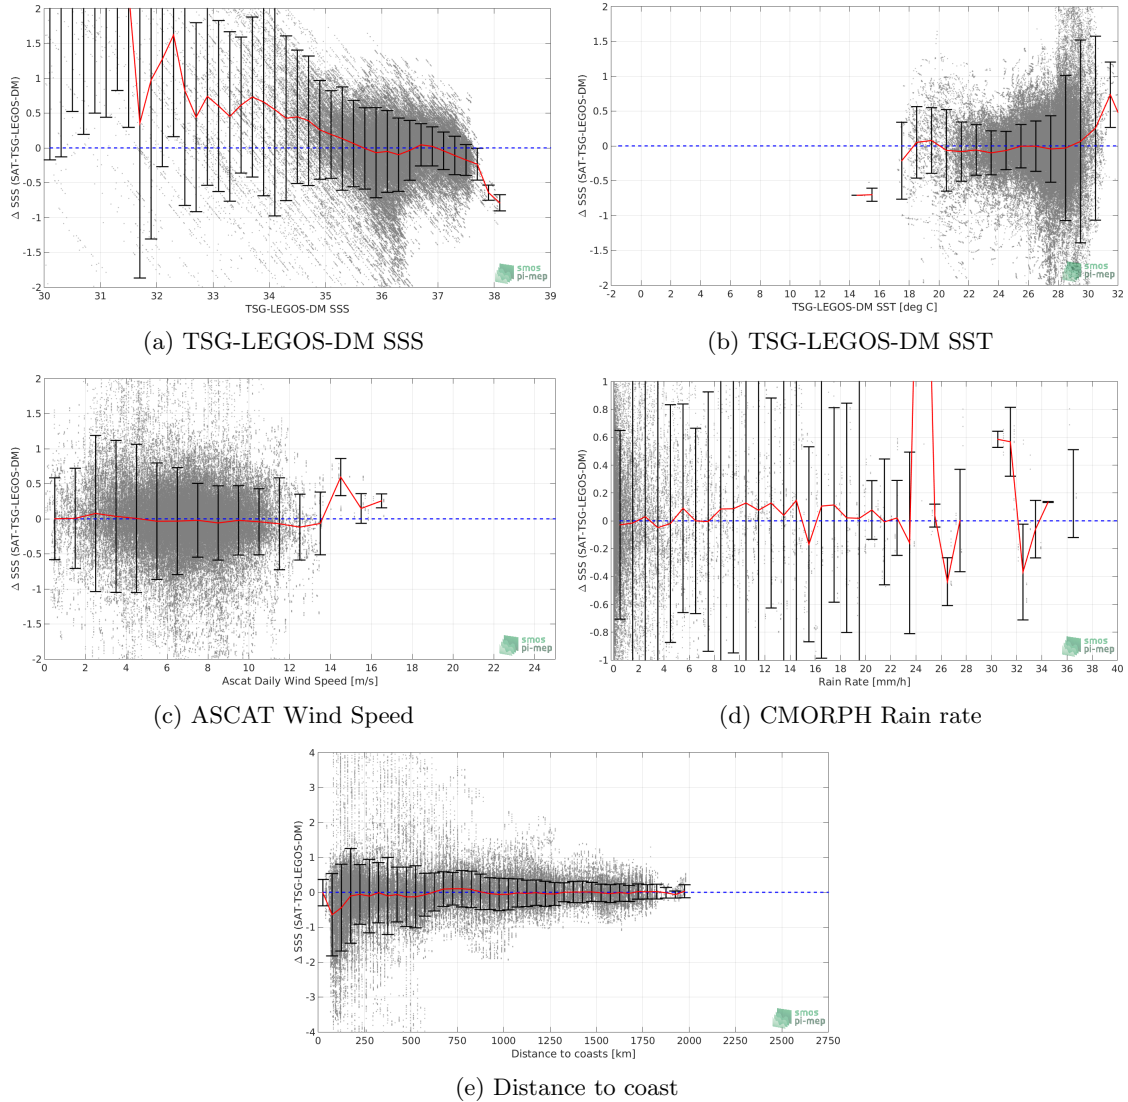 2
1.5
1
0.5
0
-0.5
-1
-1.5
-2
Δ SSS (SAT-TSG-LEGOS-DM)
30 31 32 33 34 35 36 37 38 39
TSG-LEGOS-DM SSS
smos
pi-mep
(a) TSG-LEGOS-DM SSS
2
1.5
1
0.5
0
-0.5
-1
-1.5
-2
Δ SSS (SAT-TSG-LEGOS-DM)
-2 0 2 4 6 8 10 12 14 16 18 20 22 24 26 28 30 32
TSG-LEGOS-DM SST [deg C]
smos
pi-mep
(b) TSG-LEGOS-DM SST
2
1.5
1
0.5
0
-0.5
-1
-1.5
-2
Δ SSS (SAT-TSG-LEGOS-DM)
0 2 4 6 8 10 12 14 16 18 20 22 24
Ascat Daily Wind Speed [m/s]
smos
pi-mep
(c) ASCAT Wind Speed
1
0.8
0.6
0.4
0.2
0
-0.2
-0.4
-0.6
-0.8
-1
Δ SSS (SAT-TSG-LEGOS-DM)
0 2 4 6 8 10 12 14 16 18 20 22 24 26 28 30 32 34 36 38 40
Rain Rate [mm/h]
smos
pi-mep
(d) CMORPH Rain rate
4
3
2
1
0
-1
-2
-3
-4
Δ SSS (SAT-TSG-LEGOS-DM)
0 250 500 750 1000 1250 1500 1750 2000 2250 2500 2750
Distance to coasts [km]
smos
pi-mep
(e) Distance to coast